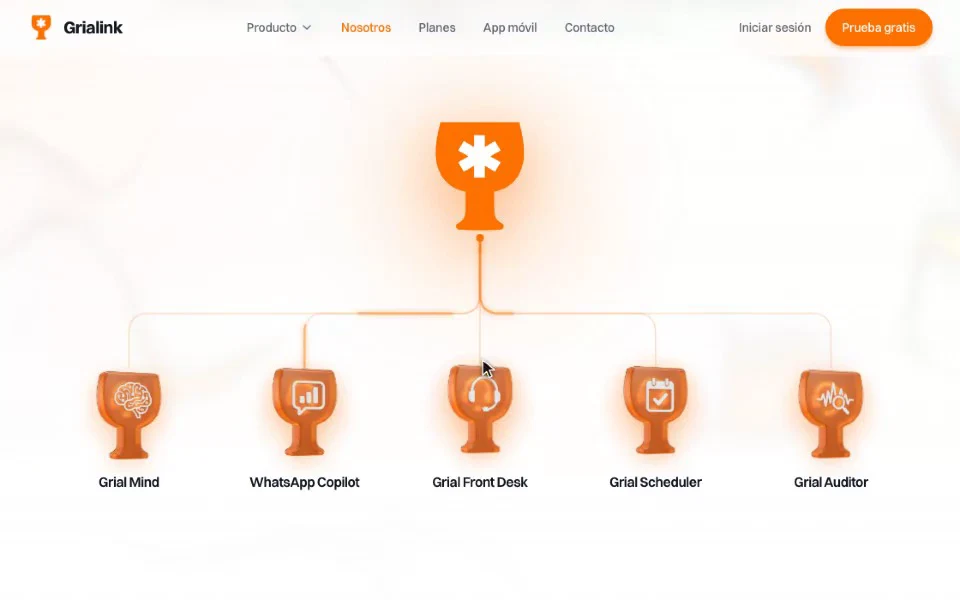 Grialink
Producto
Nosotros
Planes
App móvil
Contacto
Iniciar sesión
Prueba gratis
Grial Mind
WhatsApp Copilot
Grial Front Desk
Grial Scheduler
Grial Auditor